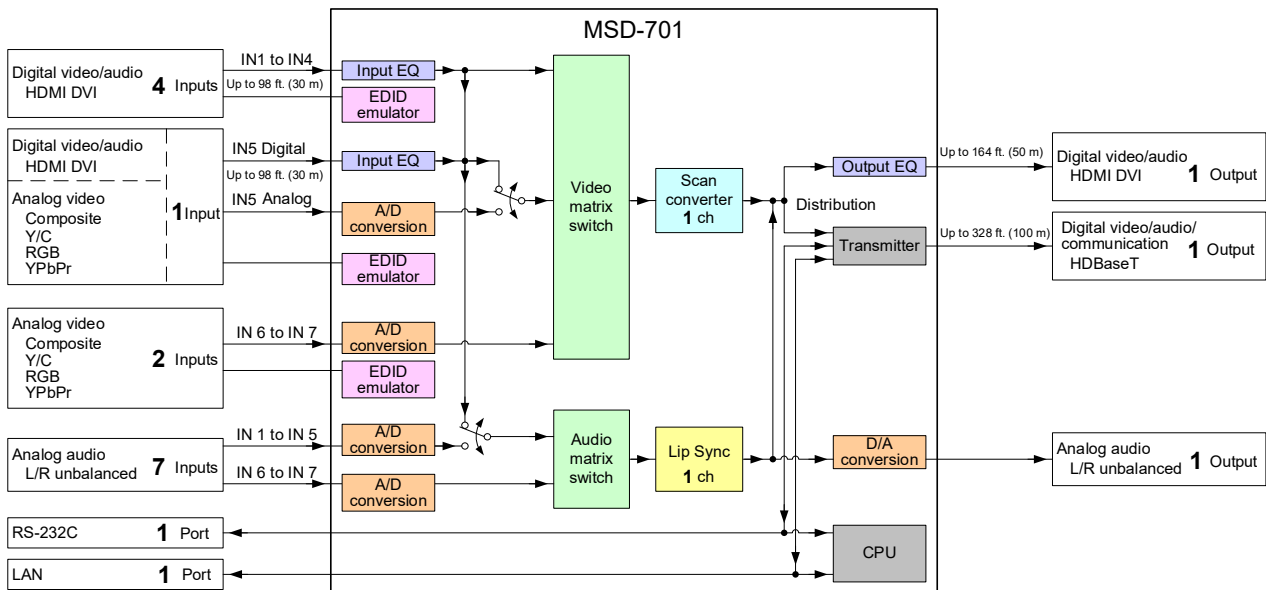 MSD-701
Digital video/audio
HDMI DVI
4 Inputs
IN1 to IN4
Up to 98 ft. (30 m)
Input EQ
EDID
emulator
Digital video/audio
HDMI DVI
Analog video
Composite
Y/C
RGB
YPbPr
1 Input
IN5 Digital
Up to 98 ft. (30 m)
IN5 Analog
Input EQ
A/D
conversion
EDID
emulator
Analog video
Composite
Y/C
RGB
YPbPr
2 Inputs
IN 6 to IN 7
A/D
conversion
EDID
emulator
Analog audio
L/R unbalanced
7 Inputs
IN 1 to IN 5
IN 6 to IN 7
A/D
conversion
A/D
conversion
RS-232C 1 Port
LAN 1 Port
Video
matrix
switch
Audio
matrix
switch
Scan
converter
1 ch
Lip Sync
1 ch
Distribution
Output EQ
Transmitter
D/A
conversion
CPU
Up to 164 ft. (50 m)
Digital video/audio
HDMI DVI
1 Output
Up to 328 ft. (100 m)
Digital video/audio/
communication
HDBaseT
1 Output
Analog audio
L/R unbalanced
1 Output